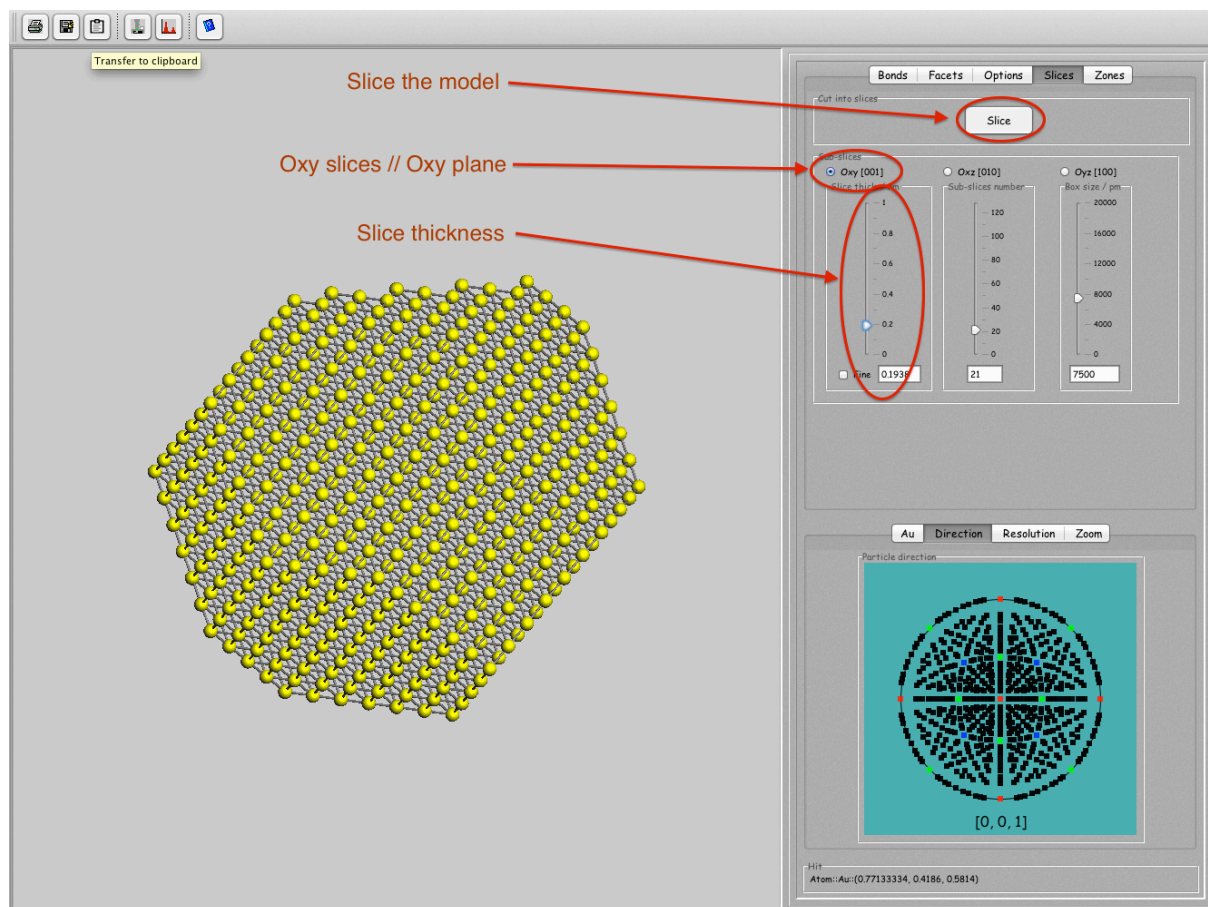 Transfer to clipboard
Slice the model
Oxy slices // Oxy plane
Slice thickness
Bonds Facets Options Slices Zones
Cut into slices
Slice
Sub-slices
Oxy [001] Oxz [010] Oyz [100]
Slice Sub-slices number Box size / pm
1
0.8
0.6
0.4
0.2
0
120
100
80
60
40
20
0
20000
16000
12000
8000
4000
0
Fine 0.1938 21 7500
Au Direction Resolution Zoom
Particle direction
[0, 0, 1]
Hit
Atom::Au::(0.77133334, 0.4186, 0.5814)